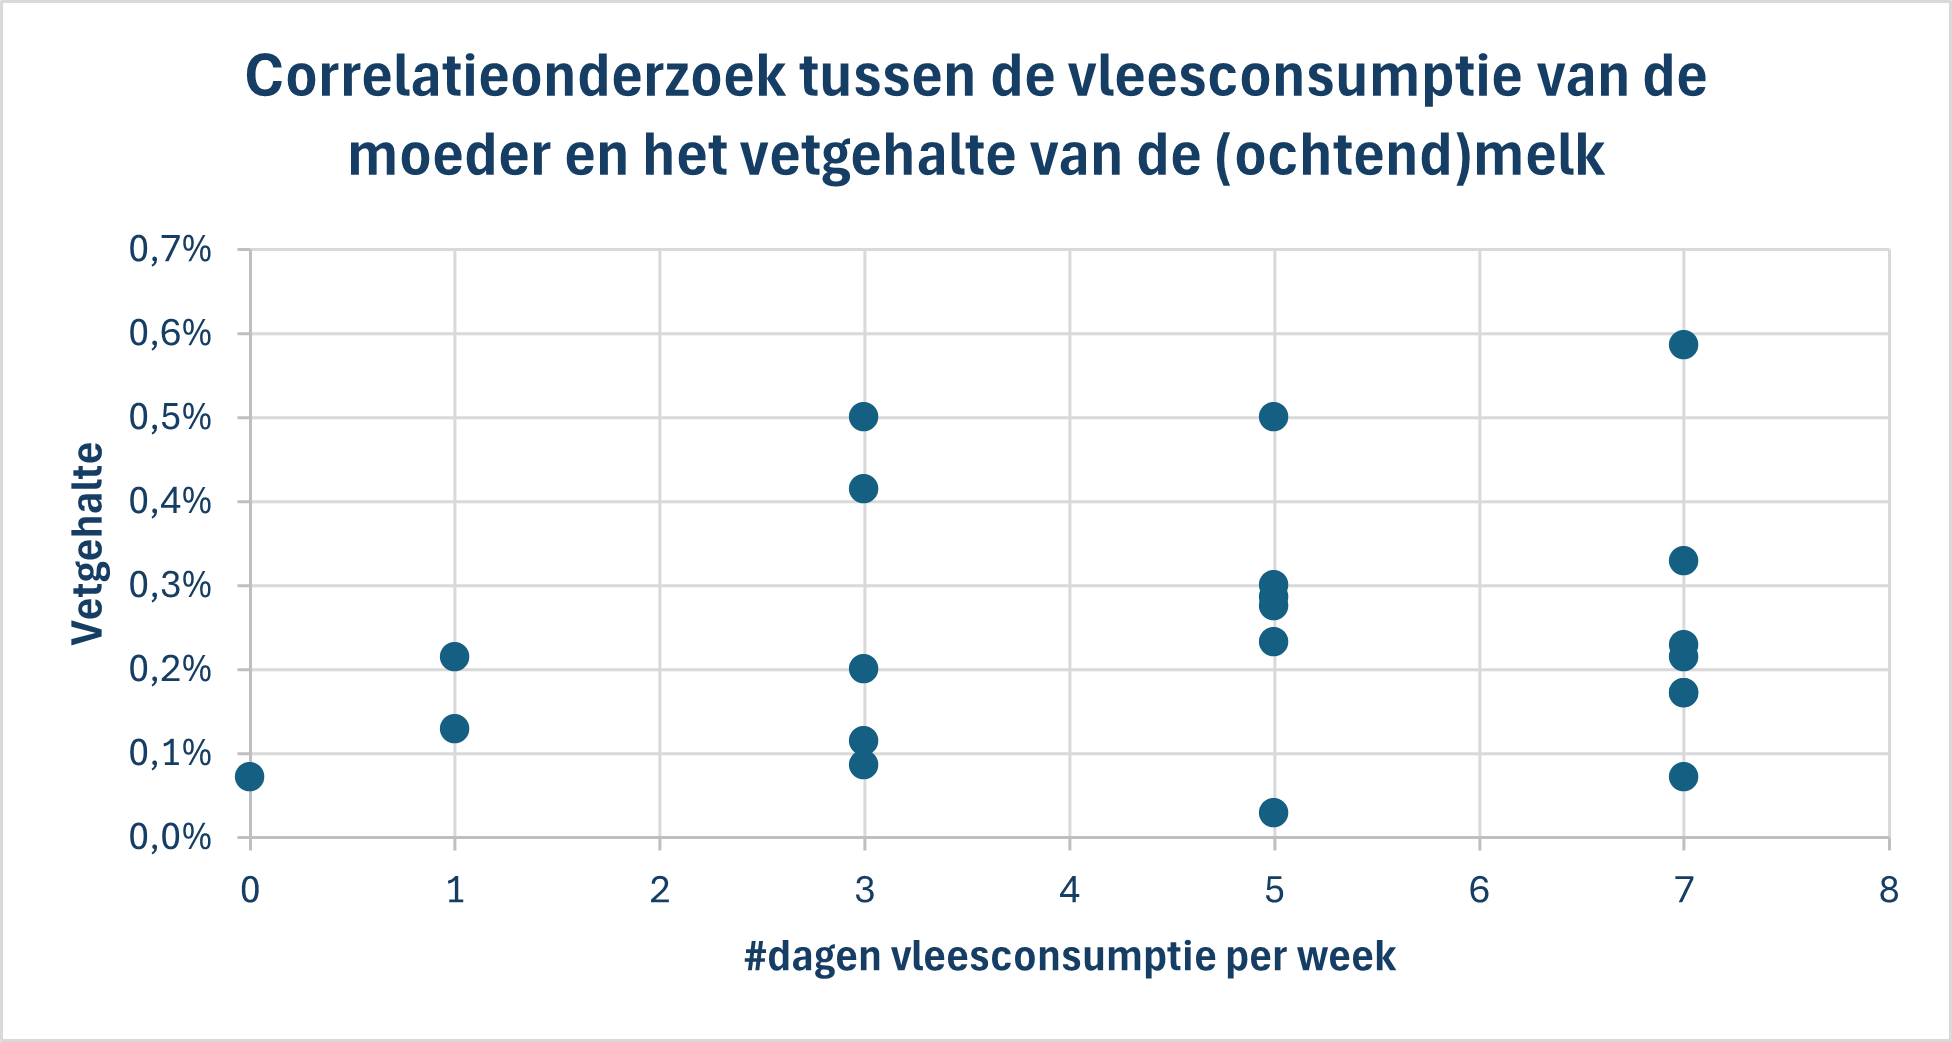 Correlatieonderzoek tussen de vleesconsumptie van de
moeder en het vetgehalte van de (ochtend)melk
0,7%
0,6%
0,5%
0,4%
0,3%
0,2%
0,1%
0,0%
Vetgehalte
0 1 2 3 4 5 6 7 8
#dagen vleesconsumptie per week